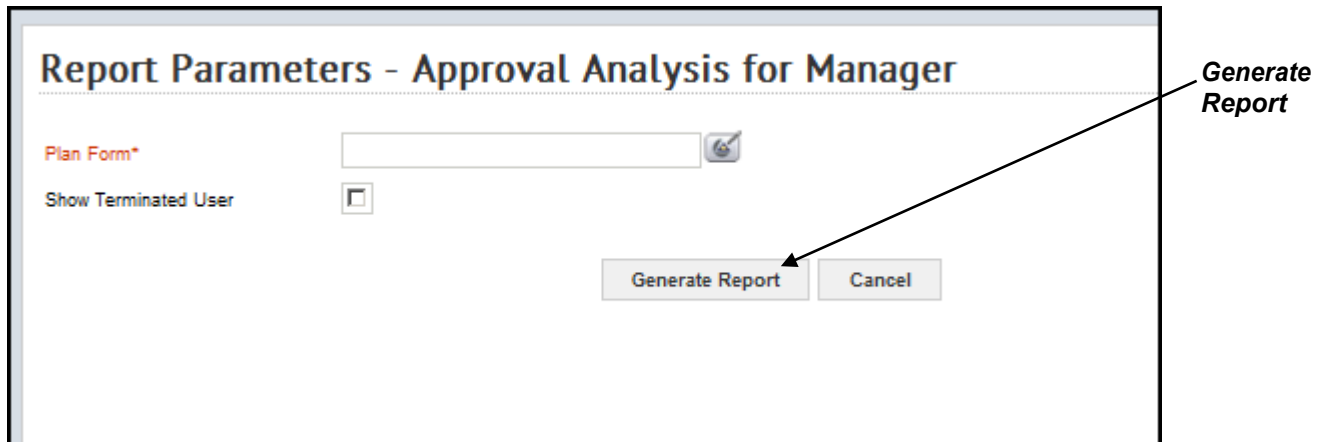 Report Parameters - Approval Analysis for Manager
Generate
Report
Plan Form*
Show Terminated User
Generate Report
Cancel